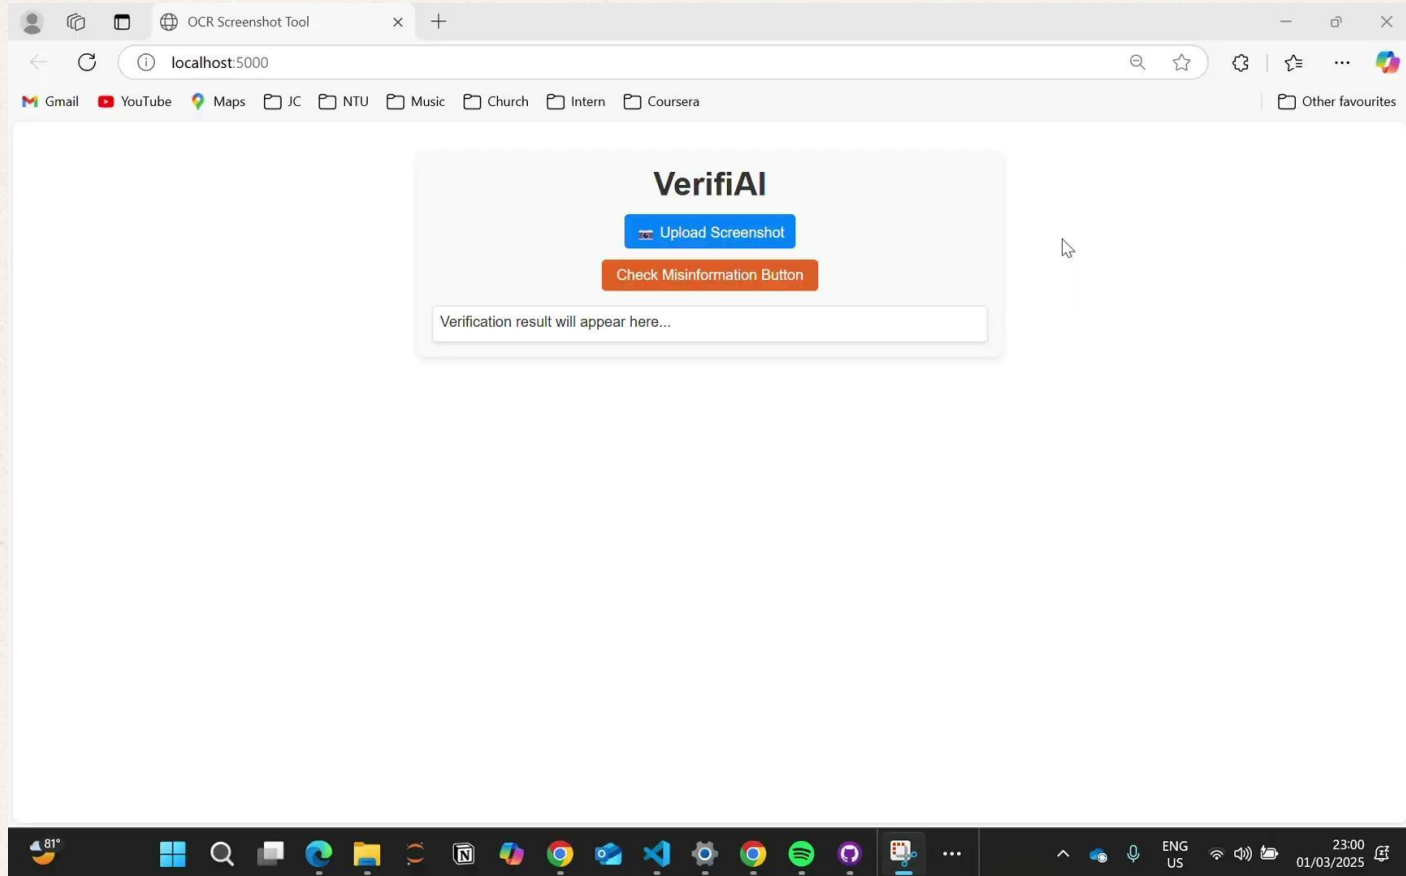 OCR Screenshot Tool
localhost:5000
Gmail YouTube Maps JC NTU Music Church Intern Coursera Other favourites
VerifiAI
Upload Screenshot
Check Misinformation Button
Verification result will appear here...
81°
ENG
US
23:00
01/03/2025